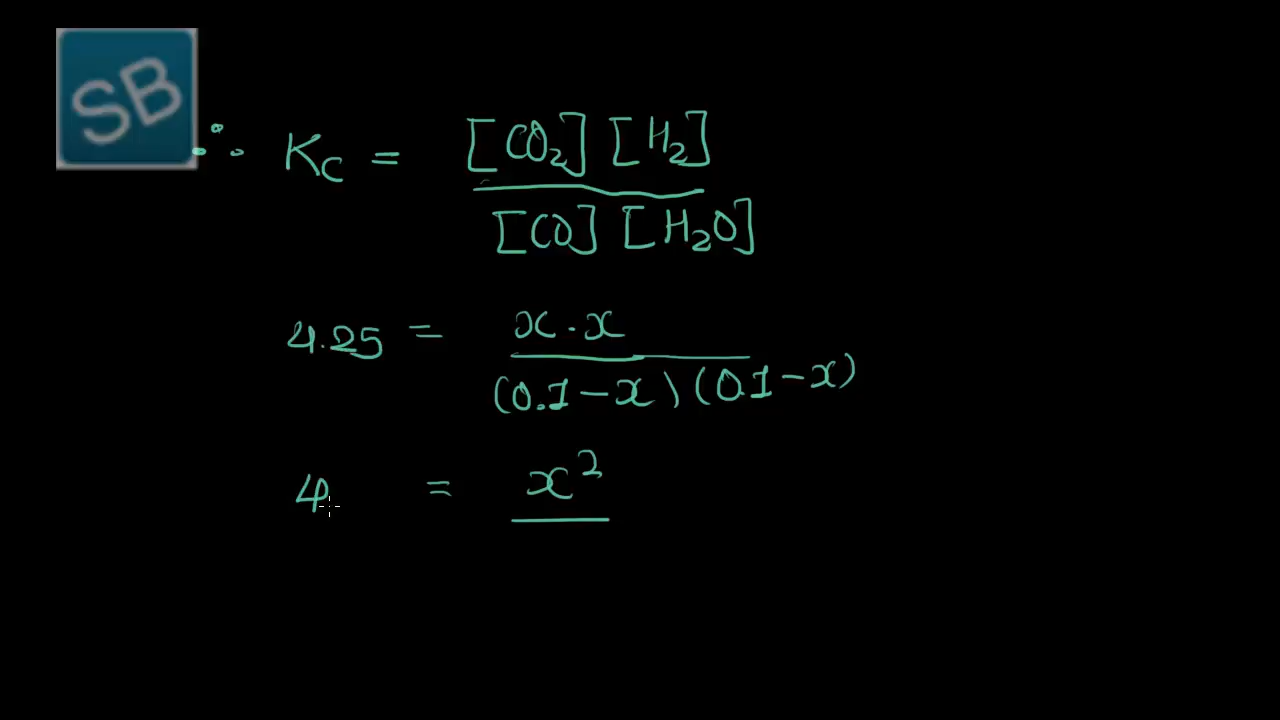 SB
∴ Kc = [CO₂] [H₂]
[CO] [H₂O]
4.25 = x · x
(0.1 − x) (0.1 − x)
4 = x²